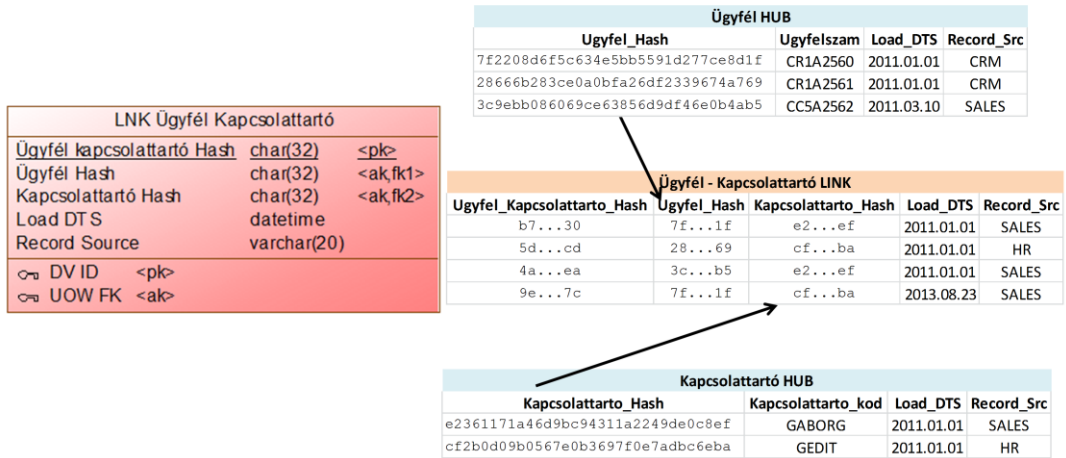 Ügyfél HUB
Ugyfel_Hash Ugyfelszam Load_DTS Record_Src
7f2208d6f5c634e5bb5591d277ce8d1f CR1A2560 2011.01.01 CRM
28666b283ce0a0bfa26df2339674a769 CR1A2561 2011.01.01 CRM
3c9ebb086069ce63856d9df46e0b4ab5 CC5A2562 2011.03.10 SALES
LNK Ügyfél Kapcsolattartó
Ügyfél kapcsolattartó Hash char(32) <pk>
Ügyfél Hash char(32) <ak,fk1>
Kapcsolattartó Hash char(32) <ak,fk2>
Load DTS datetime
Record Source varchar(20)
DV ID <pk>
UOW FK <ak>
Ügyfél - Kapcsolattartó LINK
Ugyfel_Kapcsolattarto_Hash Ugyfel_Hash Kapcsolattarto_Hash Load_DTS Record_Src
b7...30 7f...1f e2...ef 2011.01.01 SALES
5d...cd 28...69 cf...ba 2011.01.01 HR
4a...ea 3c...b5 e2...ef 2011.01.01 SALES
9e...7c 7f...1f cf...ba 2013.08.23 SALES
Kapcsolattartó HUB
Kapcsolattarto_Hash Kapcsolattarto_kod Load_DTS Record_Src
e2361171a46d9bc94311a2249de0c8ef GABORG 2011.01.01 SALES
cf2b0d09b0567e0b3697f0e7adbc6eba GEDIT 2011.01.01 HR